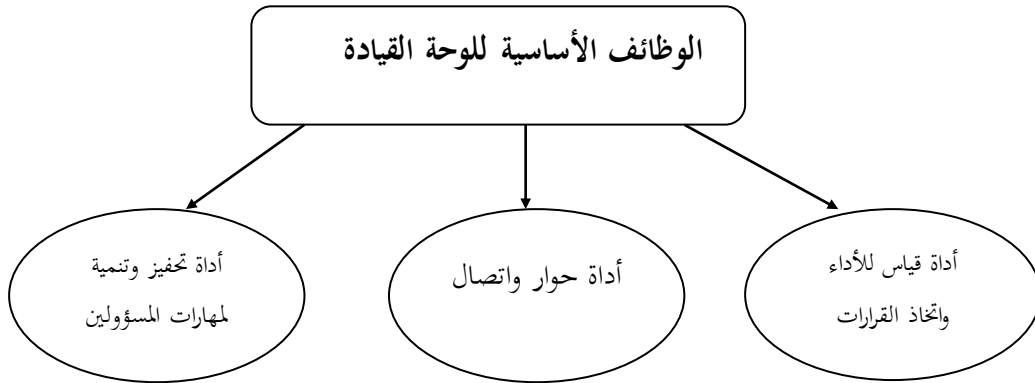 الوظائف الأساسية للوحة القيادة
أداة قياس للأداء
واتخاذ القرارات
أداة حوار واتصال
أداة تحفيز وتنمية
لمهارات المسؤولين